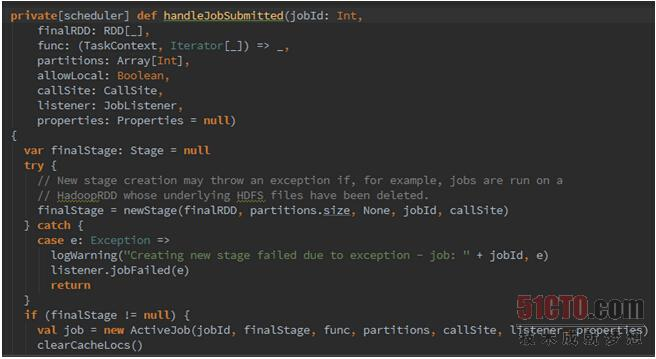 private[scheduler] def handleJobSubmitted(jobId: Int,
    finalRDD: RDD[_],
    func: (TaskContext, Iterator[_]) => _,
    partitions: Array[Int],
    allowLocal: Boolean,
    callSite: CallSite,
    listener: JobListener,
    properties: Properties = null)
{
  var finalStage: Stage = null
  try {
    // New stage creation may throw an exception if, for example, jobs are run on a
    // HadoopRDD whose underlying HDFS files have been deleted.
    finalStage = newStage(finalRDD, partitions.size, None, jobId, callSite)
  } catch {
    case e: Exception =>
      logWarning("Creating new stage failed due to exception - job: " + jobId, e)
      listener.jobFailed(e)
      return
  }
  if (finalStage != null) {
    val job = new ActiveJob(jobId, finalStage, func, partitions, callSite, listener, properties)
    clearCacheLocs()
51CTO.com
技术成就梦想